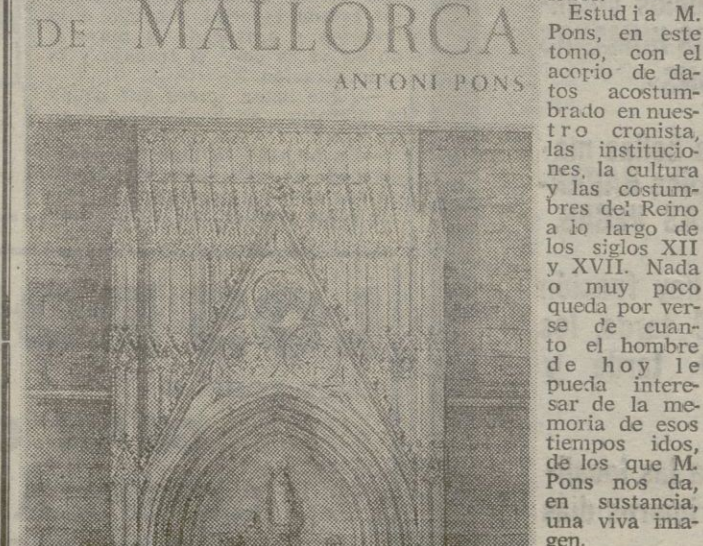 DE MALLORCA
ANTONI PONS
Estudia M.
Pons, en este
tomo, con el
acopio de da-
tos acostum-
brado en nues-
tro cronista,
las institucio-
nes, la cultura
y las costum-
bres del Reino
a lo largo de
los siglos XII
y XVII. Nada
o muy poco
queda por ver-
se de cuan-
to el hombre
de hoy le
pueda intere-
sar de la me-
moria de esos
tiempos idos,
de los que M.
Pons nos da,
en sustancia,
una viva ima-
gen.